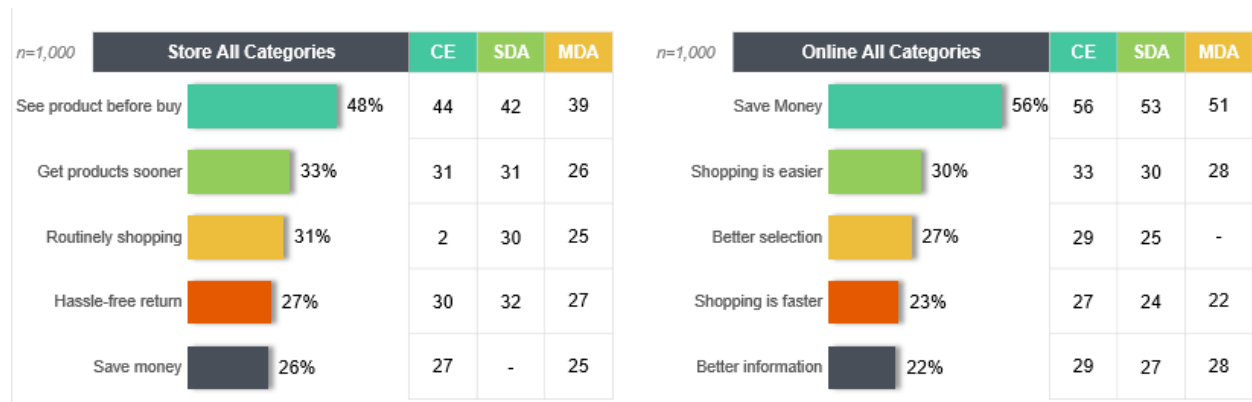 n=1,000 Store All Categories CE SDA MDA
See product before buy 48% 44 42 39
Get products sooner 33% 31 31 26
Routinely shopping 31% 2 30 25
Hassle-free return 27% 30 32 27
Save money 26% 27 - 25
n=1,000 Online All Categories CE SDA MDA
Save Money 56% 56 53 51
Shopping is easier 30% 33 30 28
Better selection 27% 29 25 -
Shopping is faster 23% 27 24 22
Better information 22% 29 27 28